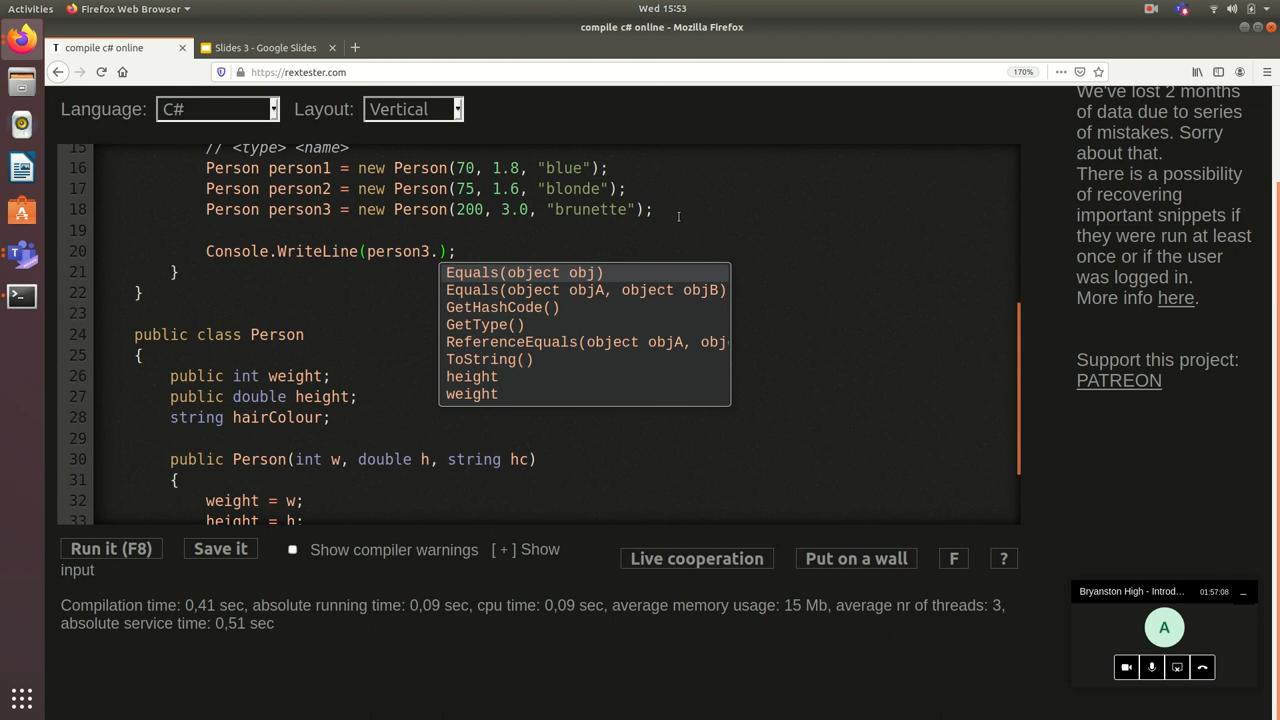 Activities
Firefox Web Browser
Wed 15:53
compile c# online - Mozilla Firefox
T compile c# online
Slides 3 - Google Slides
https://rextester.com
170%
Language: C# Layout: Vertical
15 // <type> <name>
16 Person person1 = new Person(70, 1.8, "blue");
17 Person person2 = new Person(75, 1.6, "blonde");
18 Person person3 = new Person(200, 3.0, "brunette");
19
20 Console.WriteLine(person3.);
21 }
22 }
24 public class Person
25 {
26 public int weight;
27 public double height;
28 string hairColour;
29
30 public Person(int w, double h, string hc)
31 {
32 weight = w;
33 height = h;
Equals(object obj)
Equals(object objA, object objB)
GetHashCode()
GetType()
ReferenceEquals(object objA, obj
ToString()
height
weight
Run it (F8)
Save it
Show compiler warnings
[ + ] Show
input
Live cooperation
Put on a wall
F
?
Compilation time: 0,41 sec, absolute running time: 0,09 sec, cpu time: 0,09 sec, average memory usage: 15 Mb, average nr of threads: 3,
absolute service time: 0,51 sec
We've lost 2 months
of data due to series
of mistakes. Sorry
about that.
There is a possibility
of recovering
important snippets if
they were run at least
once or if the user
was logged in.
More info here.
Support this project:
PATREON
Bryanston High - Introd...
01:57:08
A